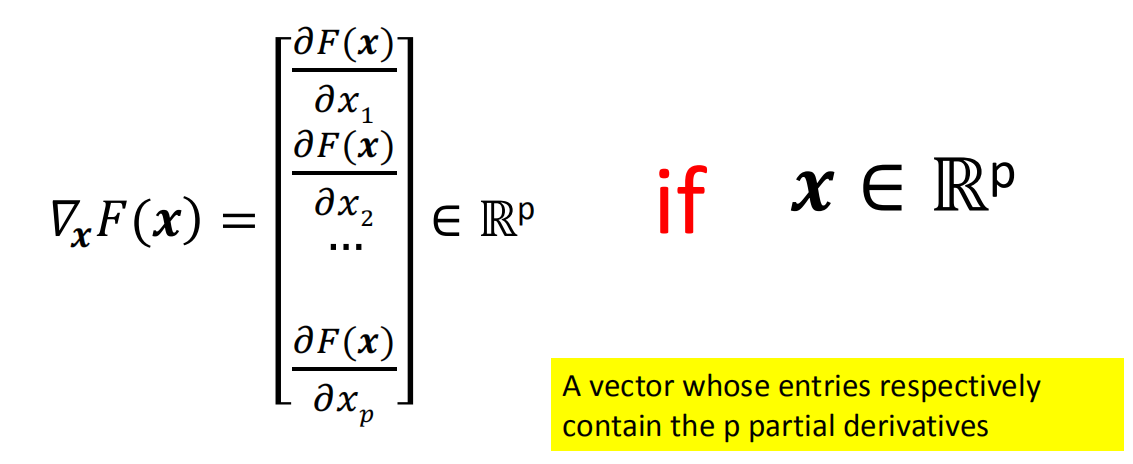 ∇ₓF(𝒙) = [ ∂F(𝒙)/∂x₁
∂F(𝒙)/∂x₂
...
∂F(𝒙)/∂xₚ ] ∈ ℝᵖ
if 𝒙 ∈ ℝᵖ
A vector whose entries respectively
contain the p partial derivatives